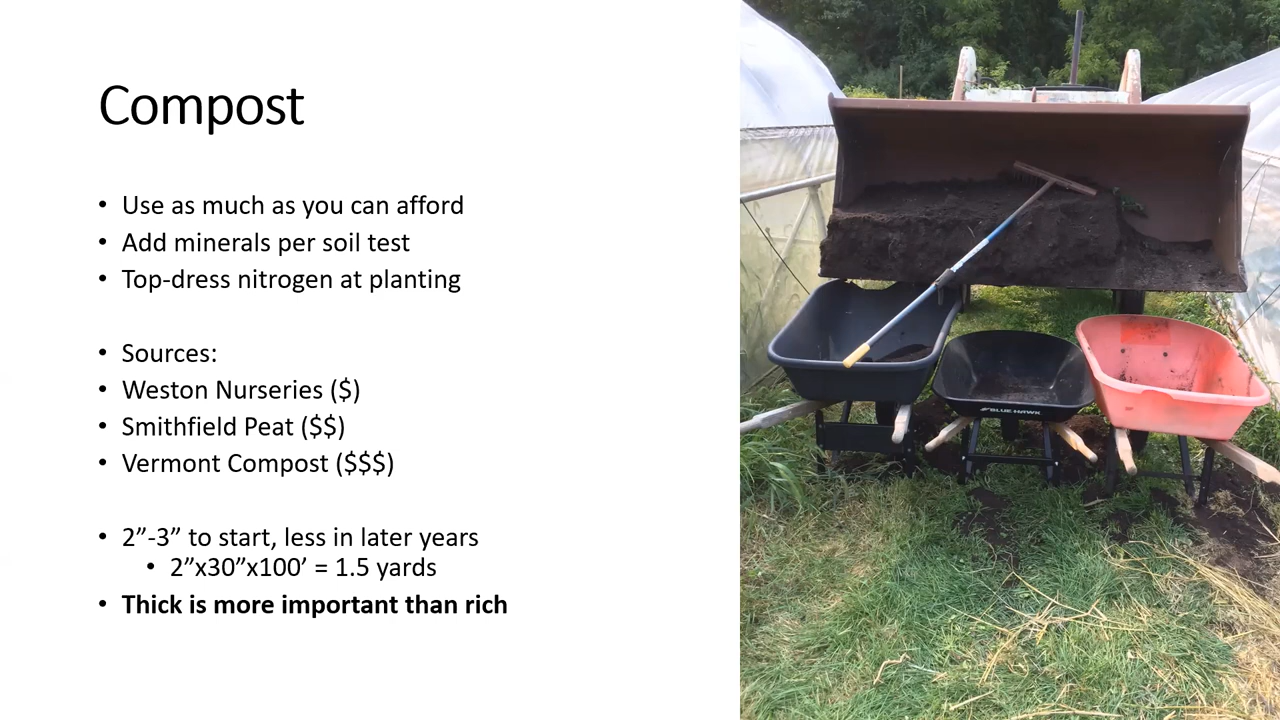 Compost
• Use as much as you can afford
• Add minerals per soil test
• Top-dress nitrogen at planting
• Sources:
• Weston Nurseries ($)
• Smithfield Peat ($$)
• Vermont Compost ($$$)
• 2”-3” to start, less in later years
• 2”x30”x100’ = 1.5 yards
• Thick is more important than rich
BLUE HAWK